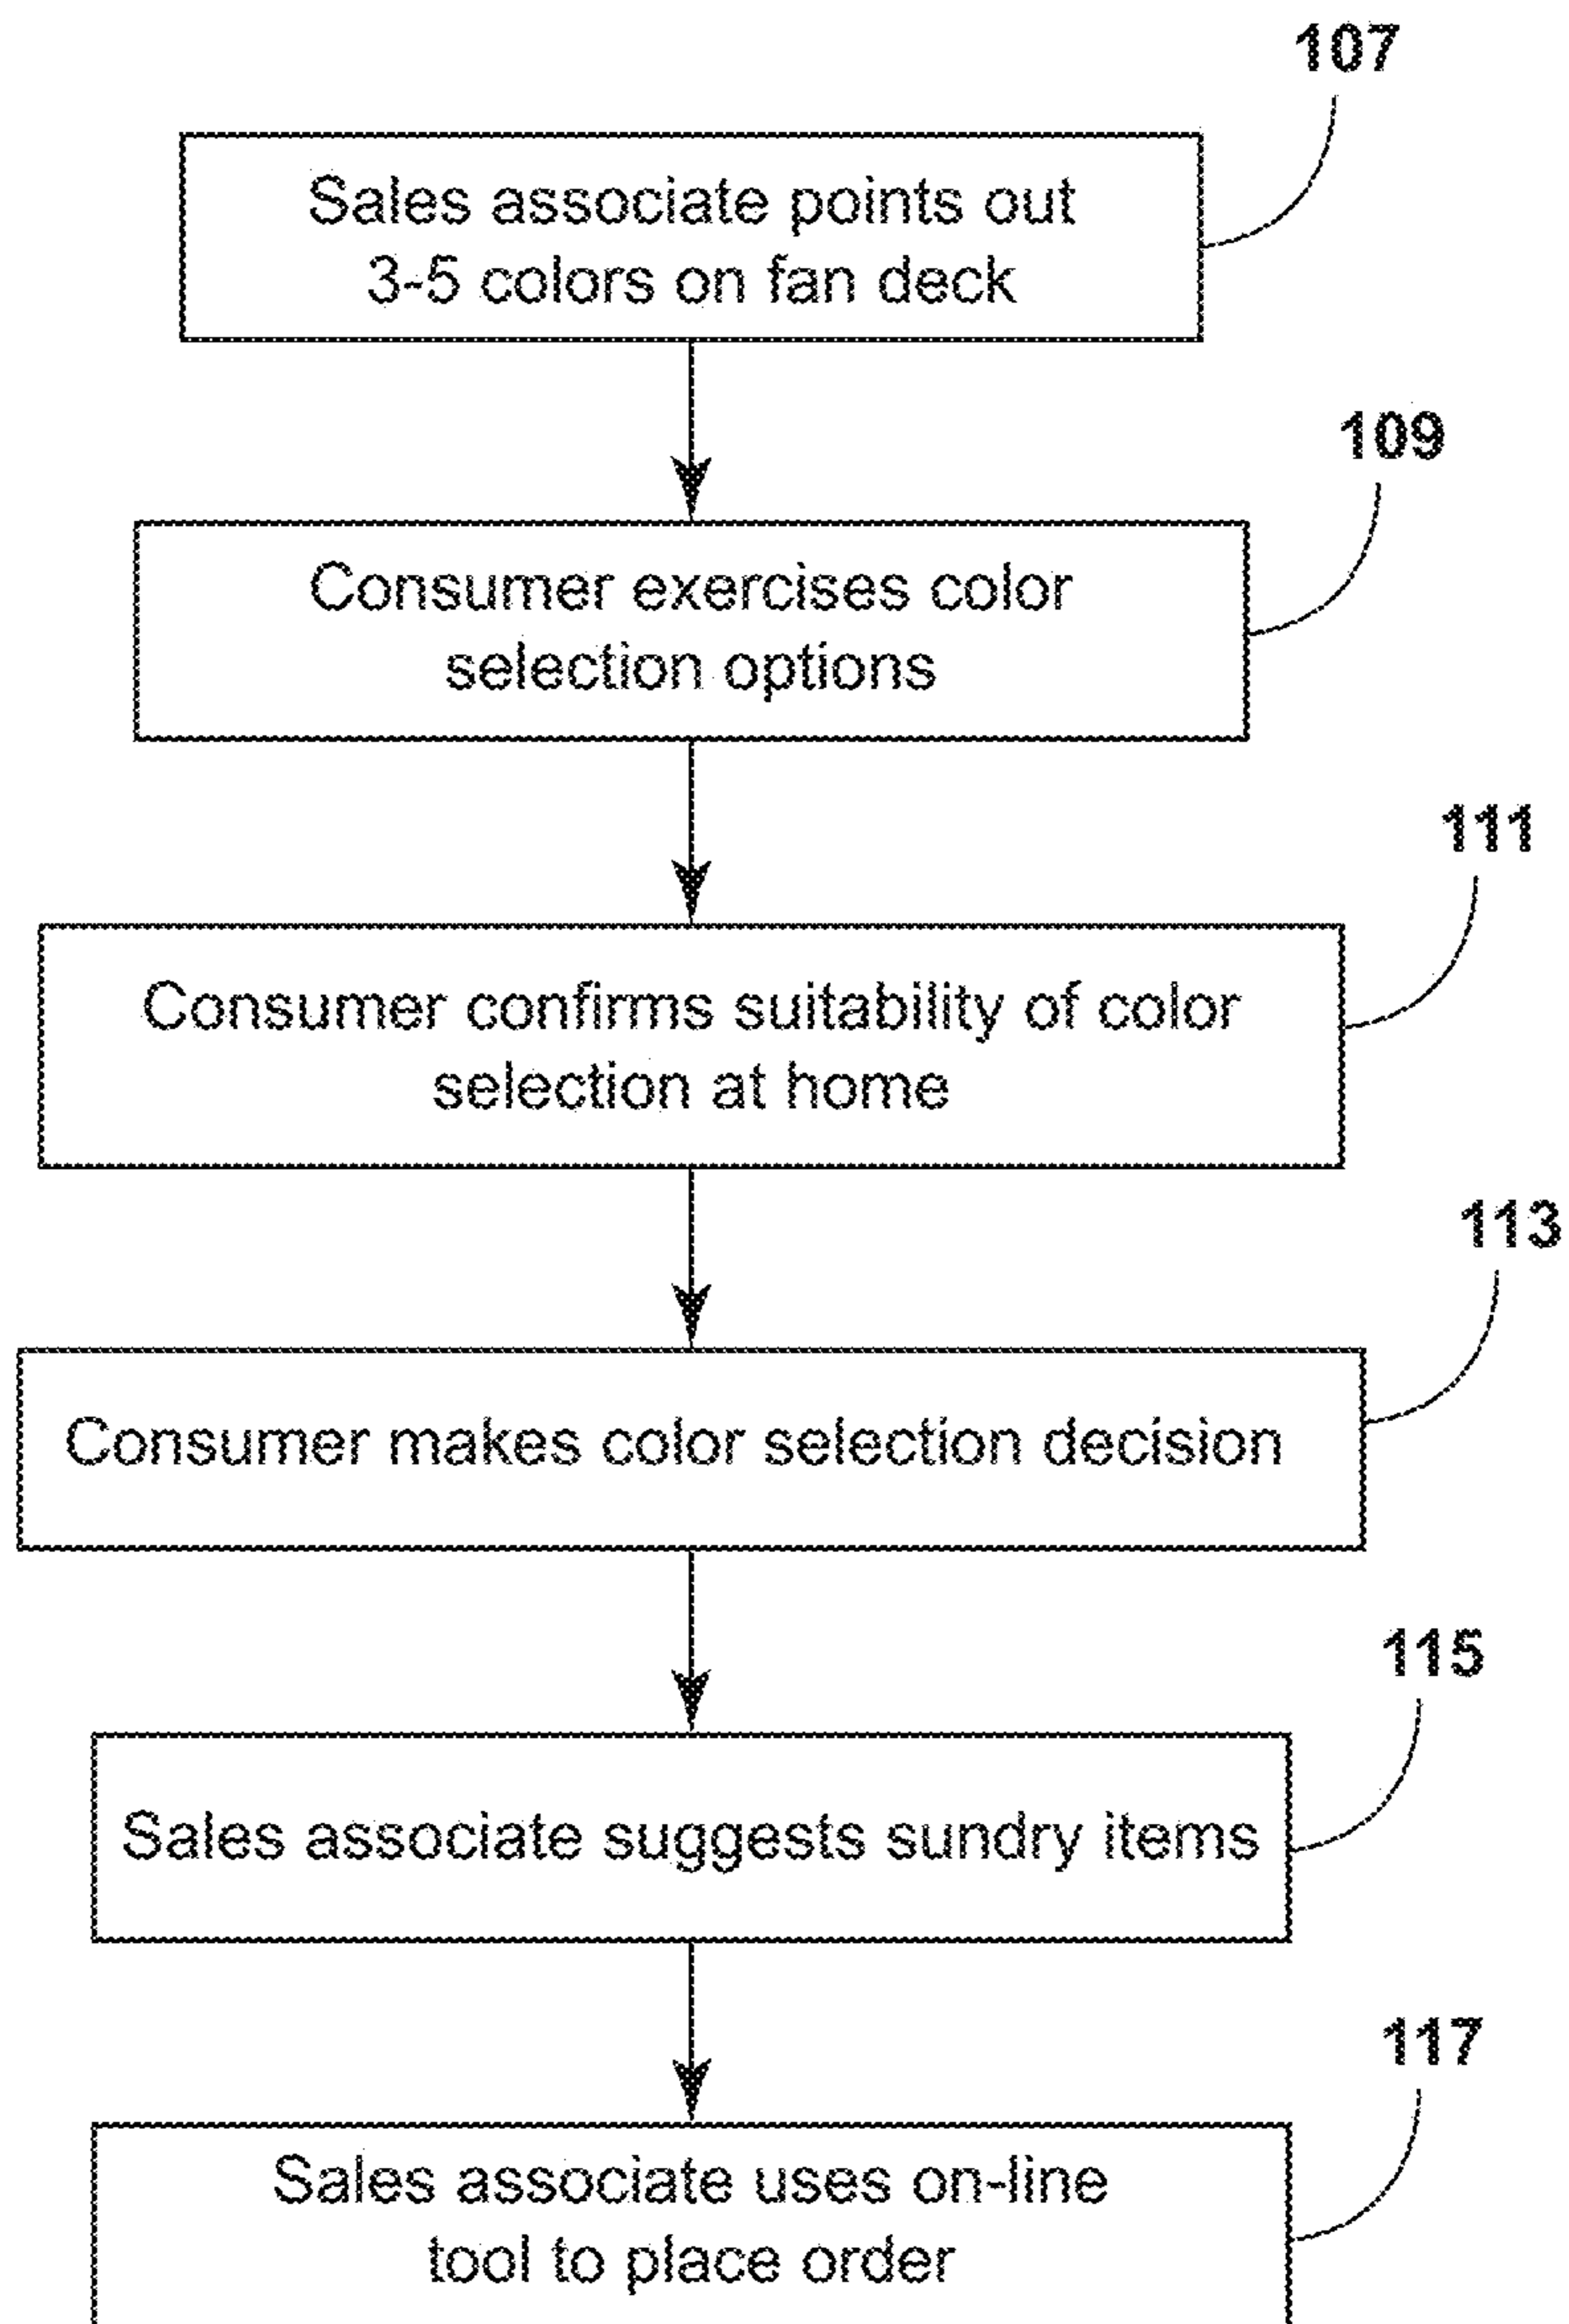 107
Sales associate points out
3-5 colors on fan deck
109
Consumer exercises color
selection options
111
Consumer confirms suitability of color
selection at home
113
Consumer makes color selection decision
115
Sales associate suggests sundry items
117
Sales associate uses on-line
tool to place order